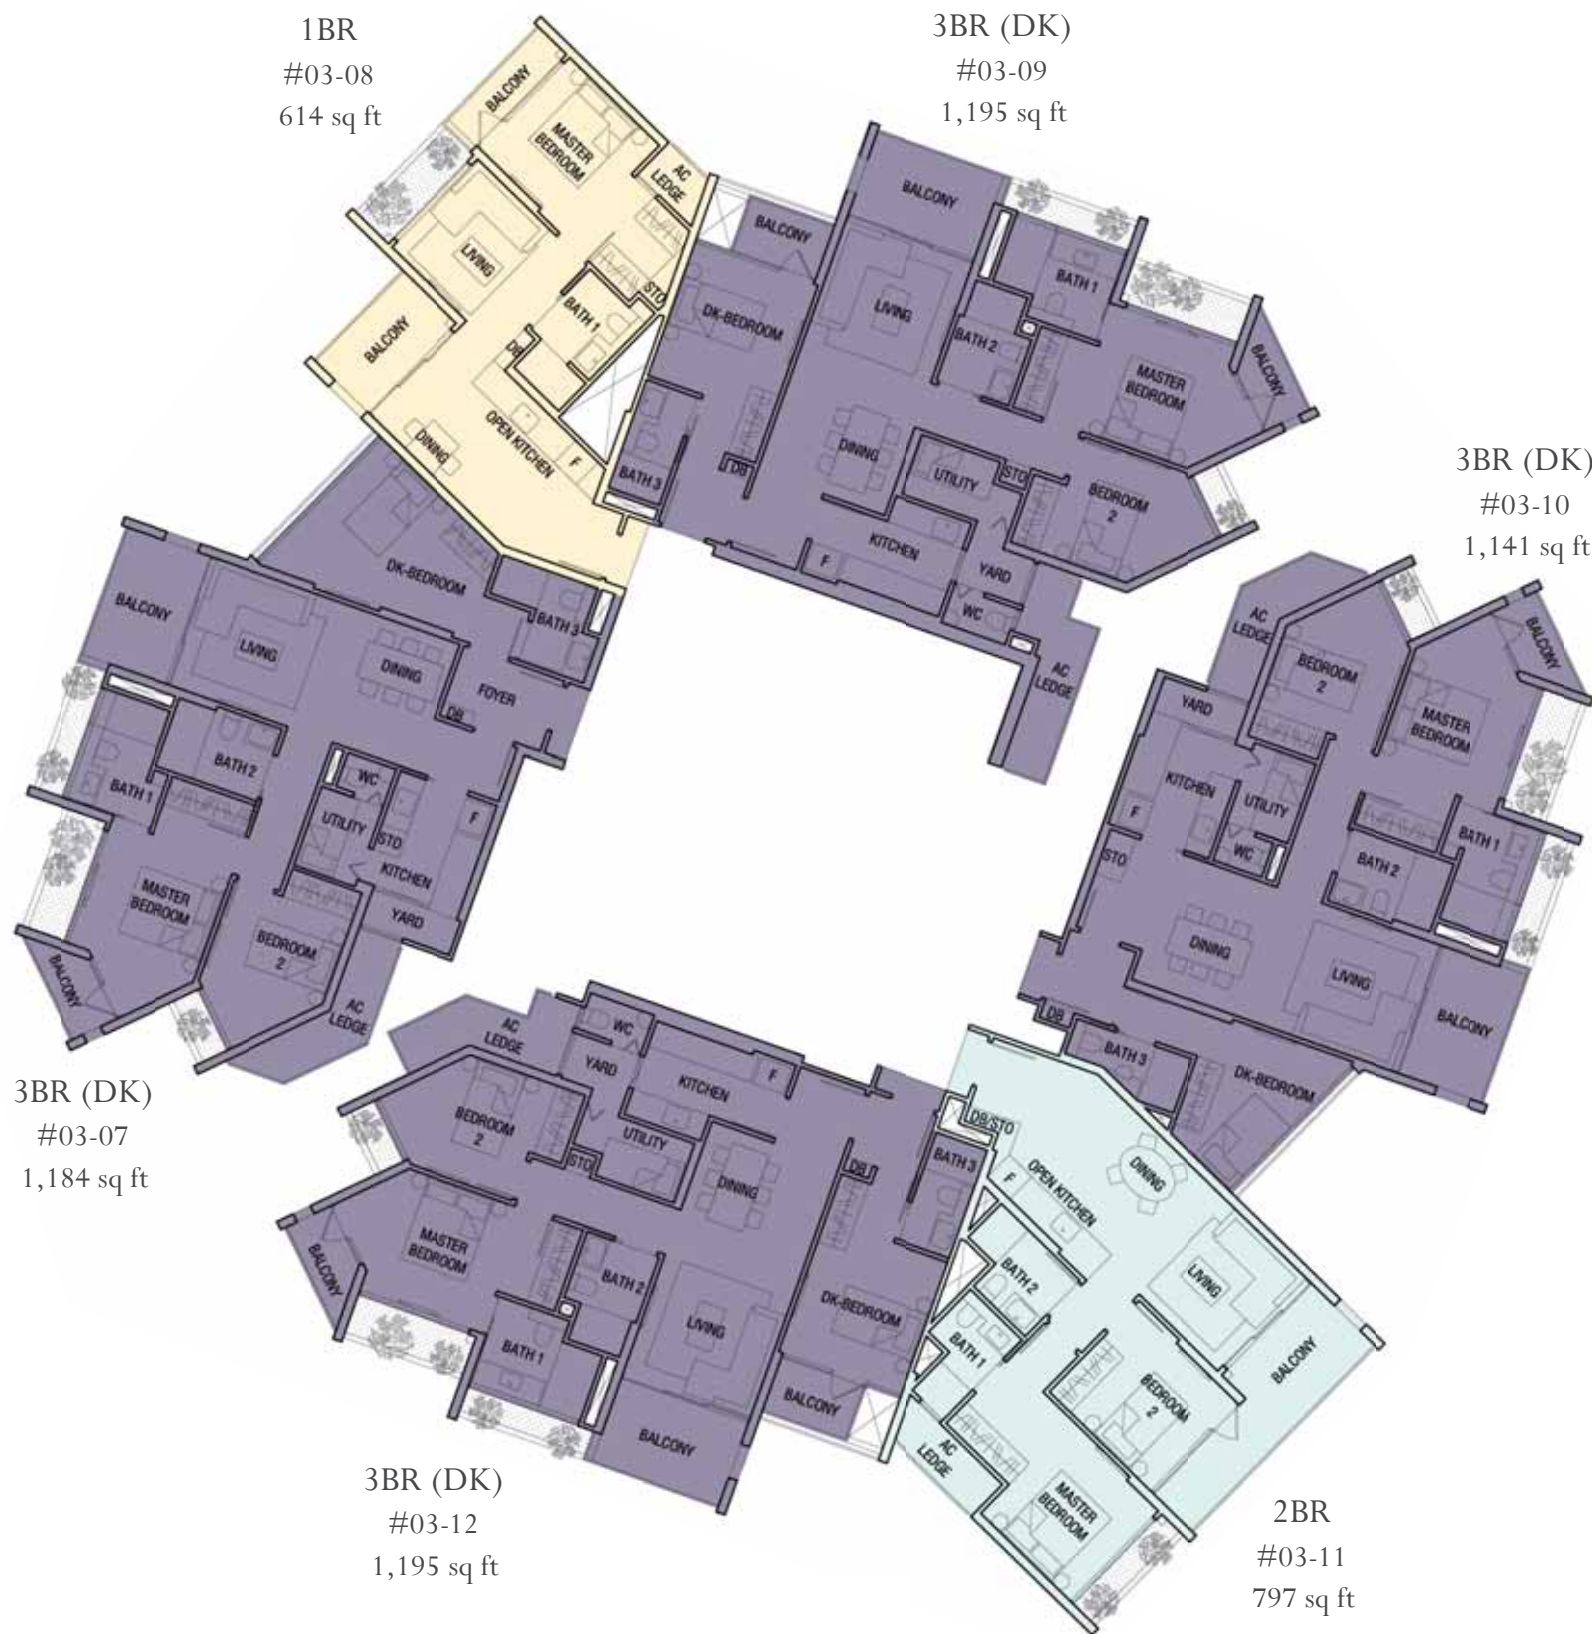 1BR
#03-08
614 sq ft
BALCONY
MASTER
BEDROOM
AC
LEDGE
LIVING
STO
BATH 1
DB
BALCONY
OPEN KITCHEN
F
DINING
3BR (DK)
#03-09
1,195 sq ft
BALCONY
BALCONY
DK-BEDROOM
LIVING
BATH 1
BATH 2
MASTER
BEDROOM
BALCONY
DINING
DB
BATH 3
UTILITY
STO
BEDROOM
2
KITCHEN
F
YARD
WC
AC
LEDGE
3BR (DK)
#03-10
1,141 sq ft
AC
LEDGE
BEDROOM
2
BALCONY
MASTER
BEDROOM
YARD
KITCHEN
UTILITY
F
WC
STO
BATH 1
BATH 2
DINING
LIVING
BALCONY
DB
BATH 3
DK-BEDROOM
DK-BEDROOM
BATH 3
BALCONY
LIVING
DINING
FOYER
DB
BATH 2
BATH 1
WC
UTILITY
STO
F
KITCHEN
YARD
MASTER
BEDROOM
BEDROOM
2
BALCONY
AC
LEDGE
3BR (DK)
#03-07
1,184 sq ft
AC
LEDGE
WC
YARD
KITCHEN
F
BEDROOM
2
UTILITY
STO
DINING
DB
BATH 3
MASTER
BEDROOM
BALCONY
BATH 2
BATH 1
LIVING
DK-BEDROOM
BALCONY
BALCONY
3BR (DK)
#03-12
1,195 sq ft
DB/STO
F
OPEN KITCHEN
DINING
LIVING
BATH 2
BATH 1
BALCONY
BEDROOM
2
AC
LEDGE
MASTER
BEDROOM
2BR
#03-11
797 sq ft